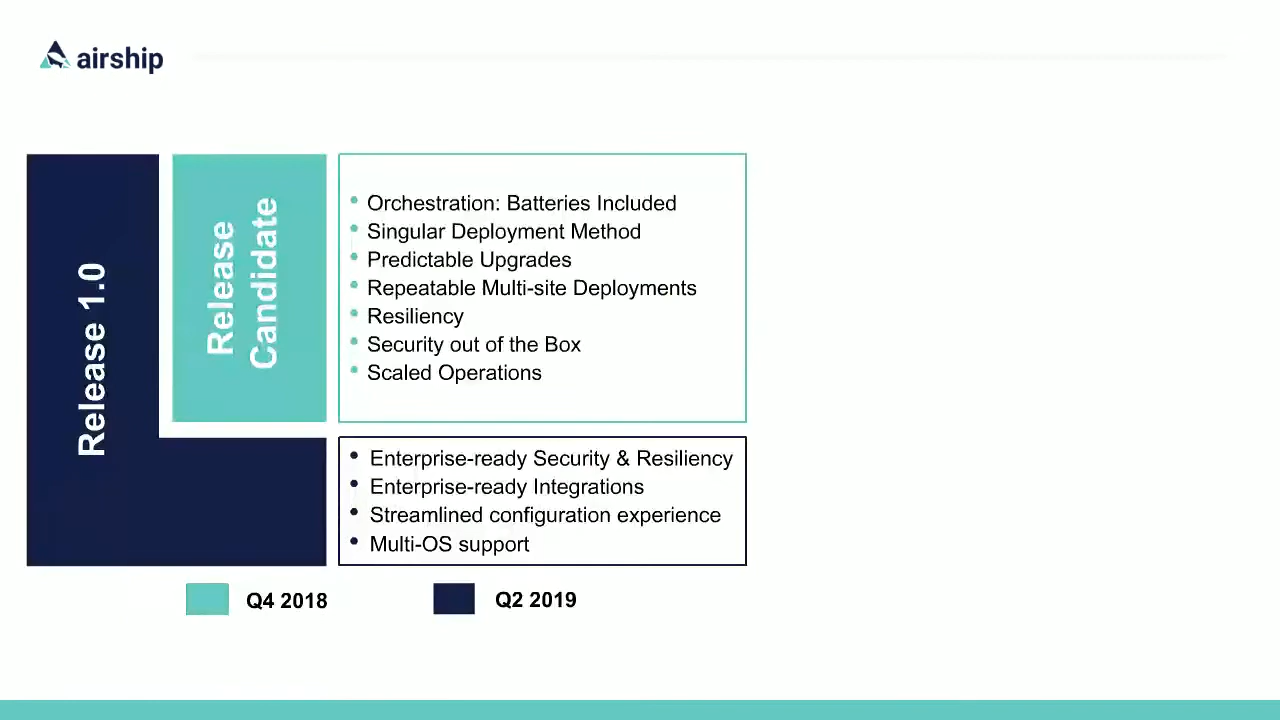 airship
Release 1.0
Release
Candidate
• Orchestration: Batteries Included
• Singular Deployment Method
• Predictable Upgrades
• Repeatable Multi-site Deployments
• Resiliency
• Security out of the Box
• Scaled Operations
• Enterprise-ready Security & Resiliency
• Enterprise-ready Integrations
• Streamlined configuration experience
• Multi-OS support
Q4 2018
Q2 2019